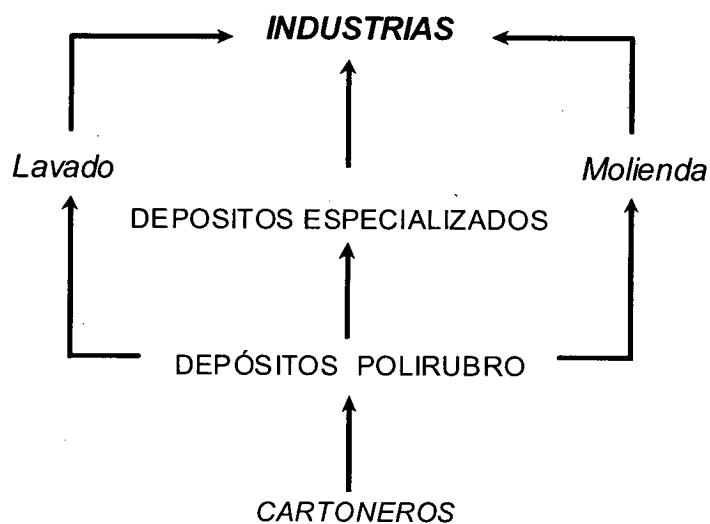 INDUSTRIAS
Lavado
Molienda
DEPOSITOS ESPECIALIZADOS
DEPÓSITOS POLIRUBRO
CARTONEROS